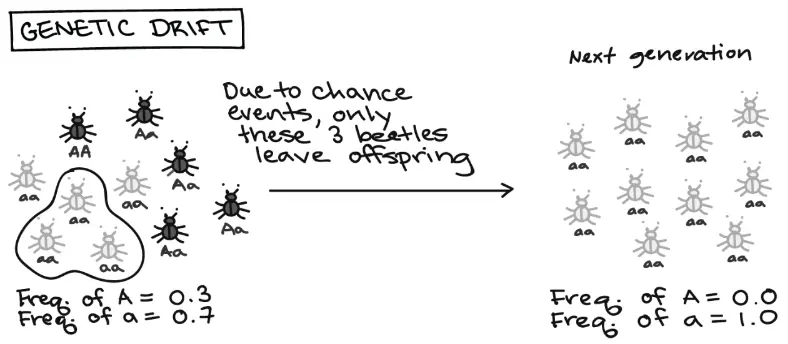 GENETIC DRIFT
Due to chance
events, only
these 3 beetles
leave offspring
Next generation
AA
Aa
aa
aa
aa
Aa
Aa
Aa
aa
aa
Freq. of A = 0.3
Freq. of a = 0.7
aa
aa
aa
aa
aa
aa
aa
aa
aa
aa
Freq. of A = 0.0
Freq. of a = 1.0